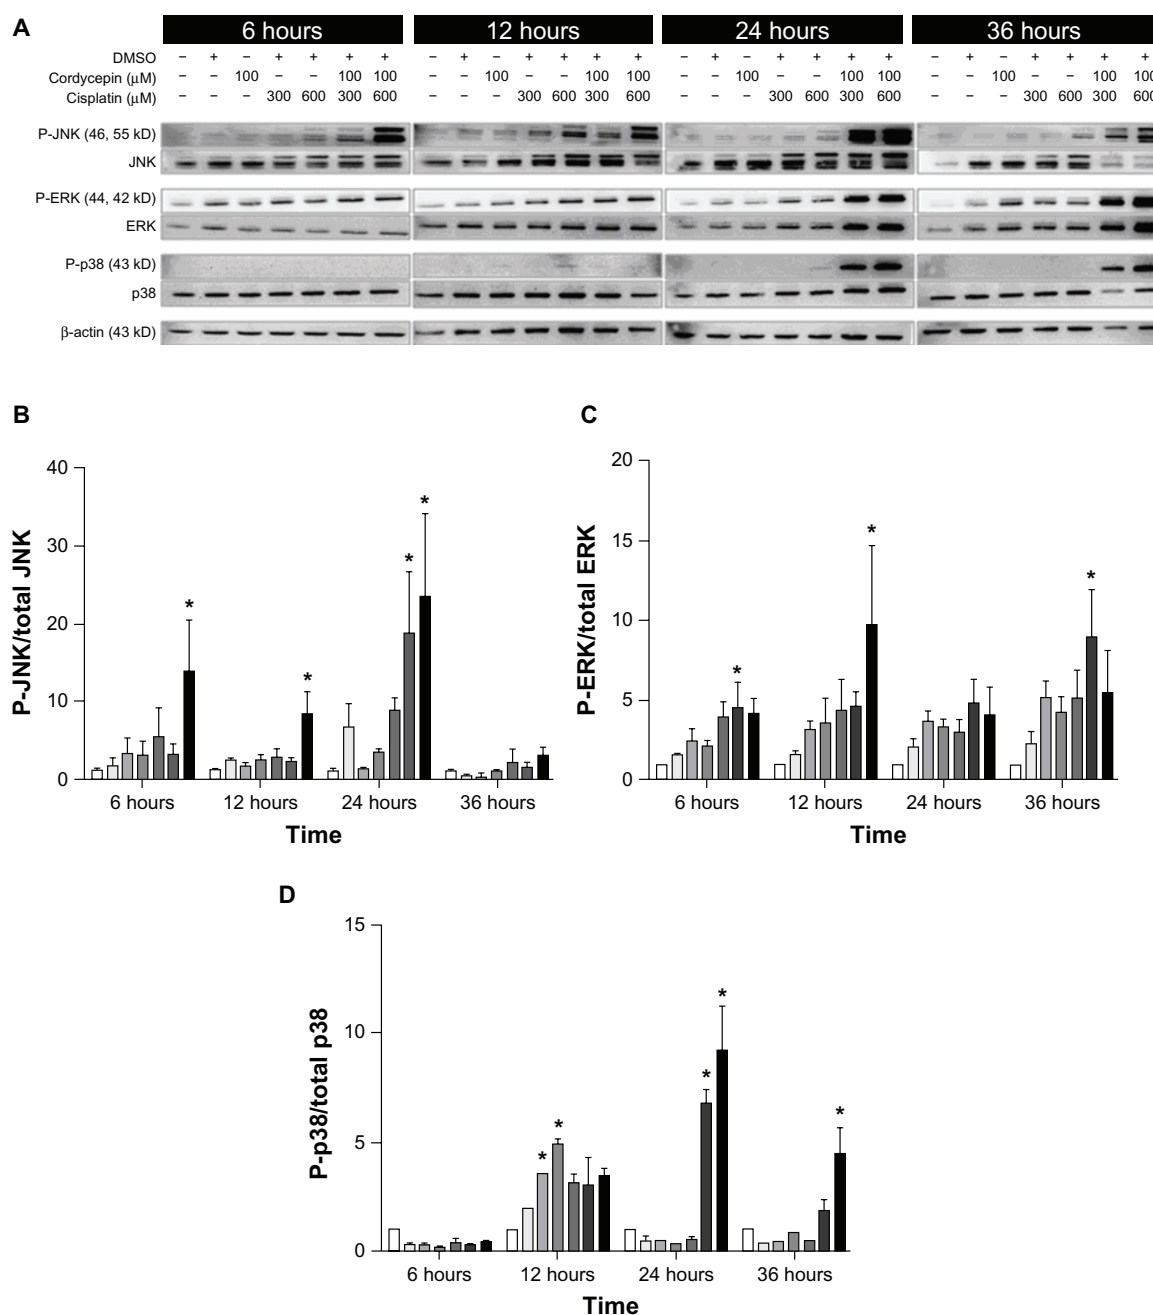 A
6 hours 12 hours 24 hours 36 hours
DMSO – + – + + + + – + – + + + + – + – + + + + – + – + + + +
Cordycepin (μM) – – 100 – – 100 100 – – 100 – – 100 100 – – 100 – – 100 100 – – 100 – – 100 100
Cisplatin (μM) – – – 300 600 300 600 – – – 300 600 300 600 – – – 300 600 300 600 – – – 300 600 300 600
P-JNK (46, 55 kD)
JNK
P-ERK (44, 42 kD)
ERK
P-p38 (43 kD)
p38
β-actin (43 kD)
B
P-JNK/total JNK
40
30
20
10
0
* * * *
6 hours 12 hours 24 hours 36 hours
Time
C
P-ERK/total ERK
20
15
10
5
0
* * *
6 hours 12 hours 24 hours 36 hours
Time
D
P-p38/total p38
15
10
5
0
* * * * *
6 hours 12 hours 24 hours 36 hours
Time